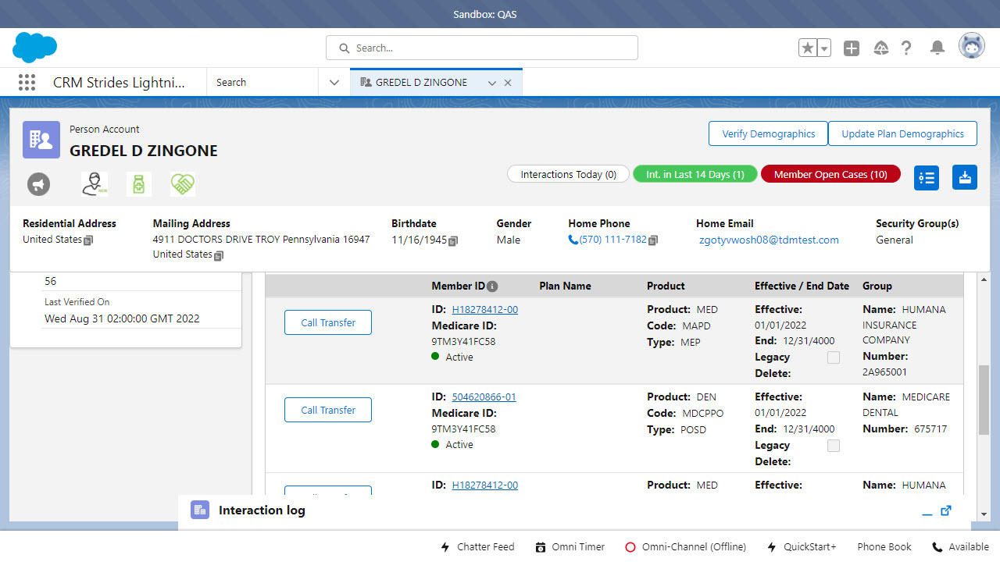 Sandbox: QAS
Search...
CRM Strides Lightni...
Search
GREDEL D ZINGONE
Person Account
GREDEL D ZINGONE
Verify Demographics
Update Plan Demographics
Interactions Today (0)
Int. in Last 14 Days (1)
Member Open Cases (10)
Residential Address
United States
Mailing Address
4911 DOCTORS DRIVE TROY Pennsylvania 16947
United States
Birthdate
11/16/1945
Gender
Male
Home Phone
(570) 111-7182
Home Email
zgotyvwosh08@tdmtest.com
Security Group(s)
General
56
Last Verified On
Wed Aug 31 02:00:00 GMT 2022
Member ID Plan Name Product Effective / End Date Group
Call Transfer
ID: H18278412-00
Medicare ID:
9TM3Y41FC58
Active
Product: MED
Code: MAPD
Type: MEP
Effective:
01/01/2022
End: 12/31/4000
Legacy
Delete:
Name: HUMANA
INSURANCE
COMPANY
Number:
2A965001
Call Transfer
ID: 504620866-01
Medicare ID:
9TM3Y41FC58
Active
Product: DEN
Code: MDCPPO
Type: POSD
Effective:
01/01/2022
End: 12/31/4000
Legacy
Delete:
Name: MEDICARE
DENTAL
Number: 675717
ID: H18278412-00
Product: MED
Effective:
Name: HUMANA
Interaction log
Chatter Feed
Omni Timer
Omni-Channel (Offline)
QuickStart+
Phone Book
Available